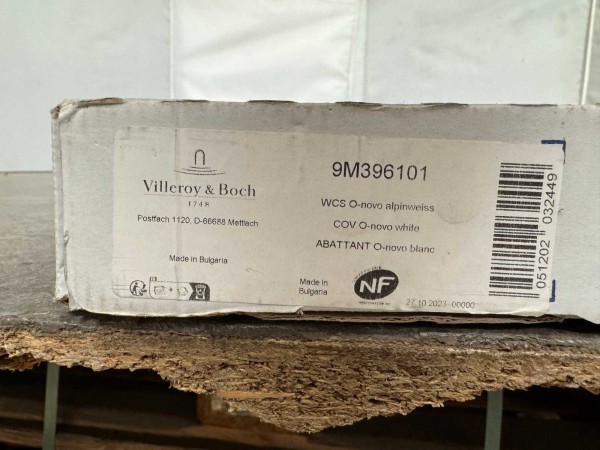 Villeroy & Boch
1748
Postfach 1120, D-66688 Mettlach
Made in Bulgaria
9M396101
WCS O-novo alpinweiss
COV O-novo white
ABATTANT O-novo blanc
Made in
Bulgaria
NF
27.10.2023-00000
051202 032449